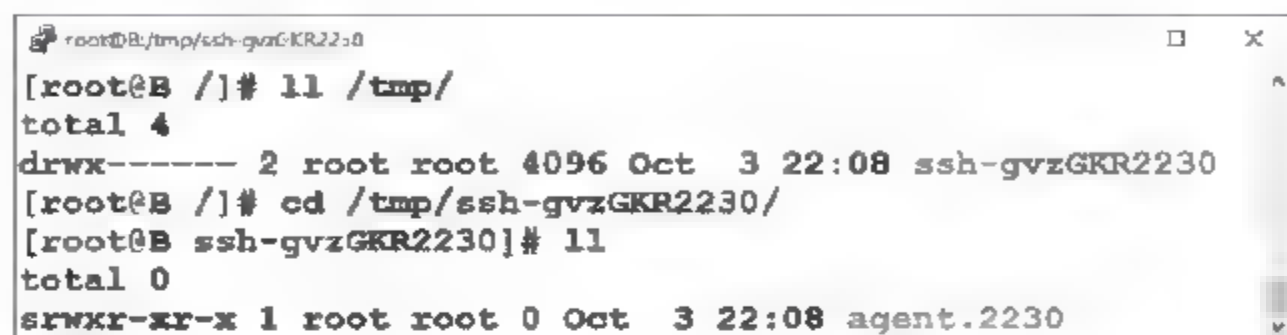 root@B:/tmp/ssh-gvzGKR2230
[root@B /]# ll /tmp/
total 4
drwx------ 2 root root 4096 Oct  3 22:08 ssh-gvzGKR2230
[root@B /]# cd /tmp/ssh-gvzGKR2230/
[root@B ssh-gvzGKR2230]# ll
total 0
srwxr-xr-x 1 root root 0 Oct  3 22:08 agent.2230